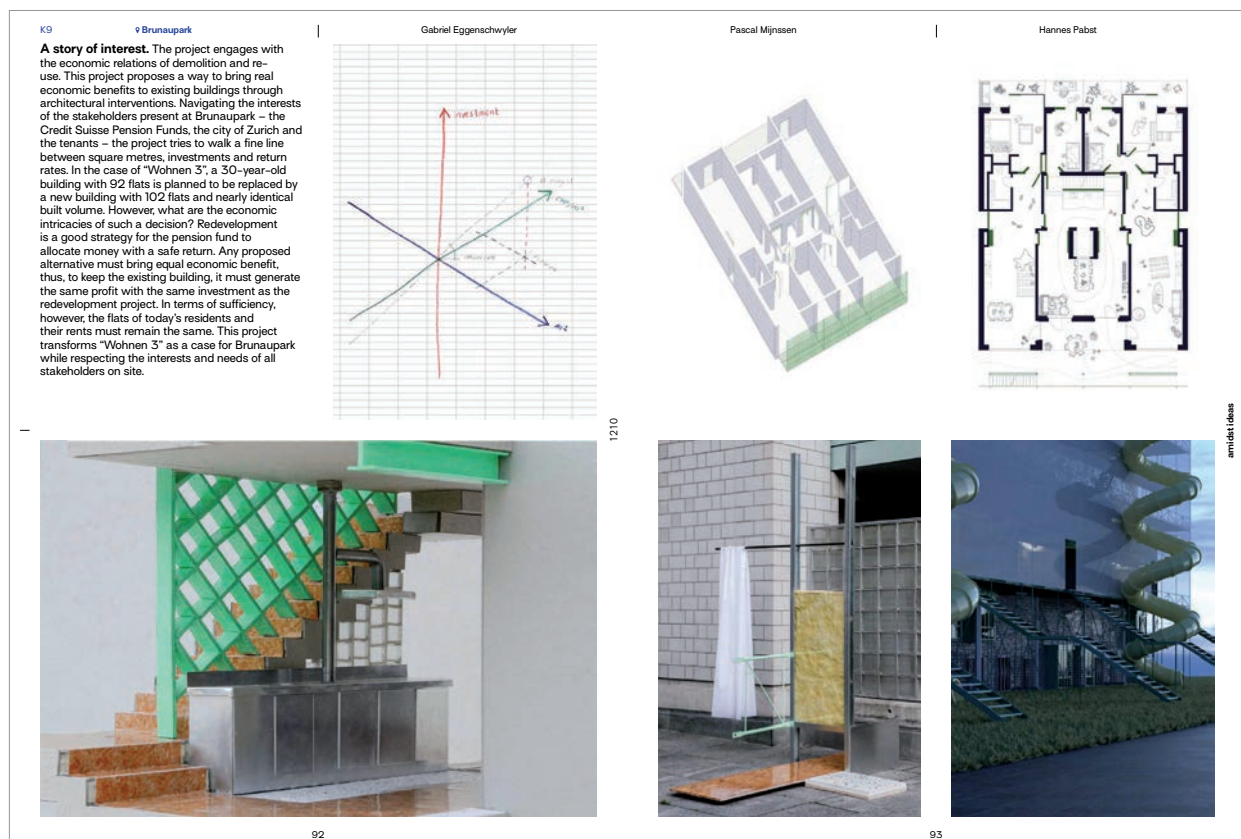 K9
Brunaupark
Gabriel Eggenschwyler
Pascal Mijnssen
Hannes Pabst
A story of interest. The project engages with
the economic relations of demolition and re-
use. This project proposes a way to bring real
economic benefits to existing buildings through
architectural interventions. Navigating the interests
of the stakeholders present at Brunaupark – the
Credit Suisse Pension Funds, the city of Zurich and
the tenants – the project tries to walk a fine line
between square metres, investments and return
rates. In the case of “Wohnen 3”, a 30-year-old
building with 92 flats is planned to be replaced by
a new building with 102 flats and nearly identical
built volume. However, what are the economic
intricacies of such a decision? Redevelopment
is a good strategy for the pension fund to
allocate money with a safe return. Any proposed
alternative must bring equal economic benefit,
thus, to keep the existing building, it must generate
the same profit with the same investment as the
redevelopment project. In terms of sufficiency,
however, the flats of today’s residents and
their rents must remain the same. This project
transforms “Wohnen 3” as a case for Brunaupark
while respecting the interests and needs of all
stakeholders on site.
investment
m2
1210
amidst ideas
92
93